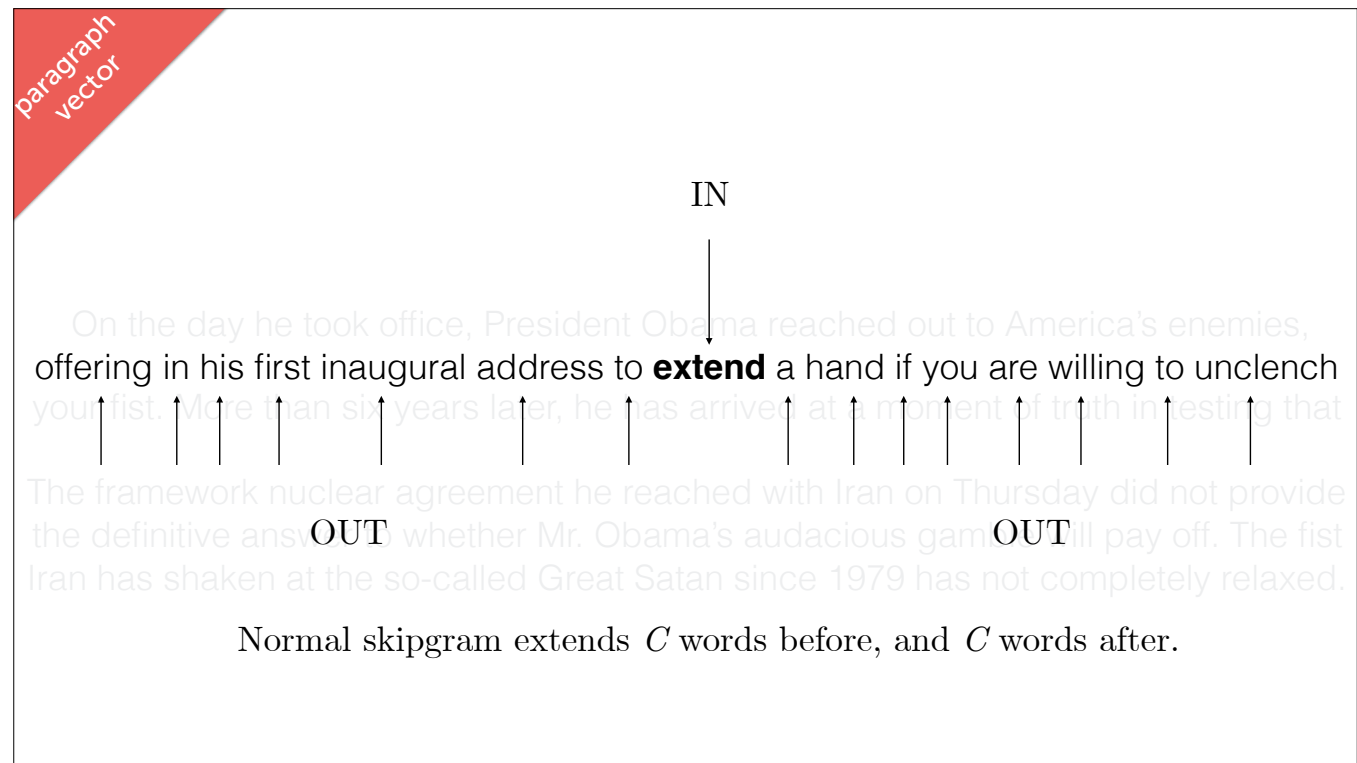 paragraph
vector
IN
On the day he took office, President Obama reached out to America's enemies,
offering in his first inaugural address to extend a hand if you are willing to unclench
your fist. More than six years later, he has arrived at a moment of truth in testing that
The framework nuclear agreement he reached with Iran on Thursday did not provide
the definitive answer to whether Mr. Obama's audacious gamble will pay off. The fist
OUT OUT
Iran has shaken at the so-called Great Satan since 1979 has not completely relaxed.
Normal skipgram extends C words before, and C words after.